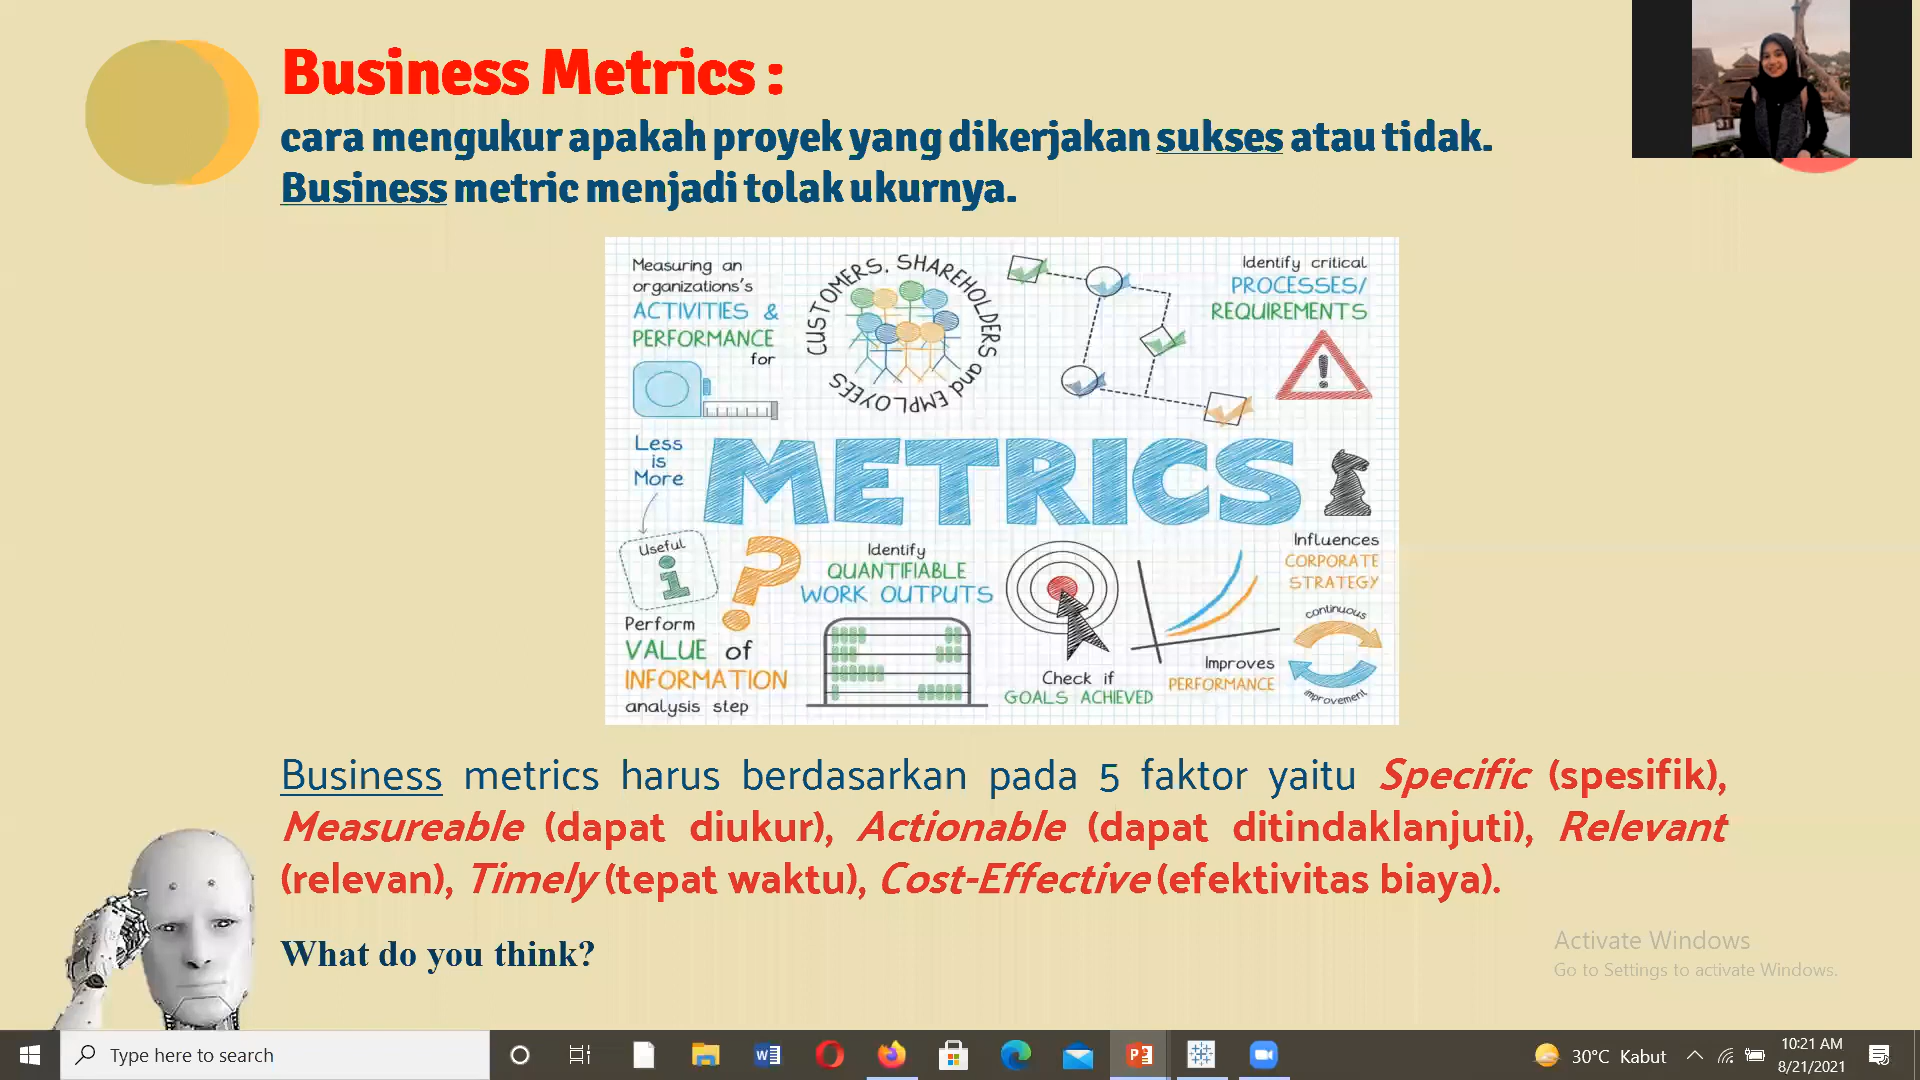 Business Metrics :
cara mengukur apakah proyek yang dikerjakan sukses atau tidak.
Business metric menjadi tolak ukurnya.
Measuring an
organizations's
ACTIVITIES &
PERFORMANCE
for
CUSTOMERS, SHAREHOLDERS and EMPLOYEES
Identify critical
PROCESSES/
REQUIREMENTS
Less
is
More
METRICS
Useful
i
?
Perform
VALUE of
INFORMATION
analysis step
Identify
QUANTIFIABLE
WORK OUTPUTS
Check if
GOALS ACHIEVED
Improves
PERFORMANCE
Influences
CORPORATE
STRATEGY
continuous
improvement
Business metrics harus berdasarkan pada 5 faktor yaitu Specific (spesifik),
Measureable (dapat diukur), Actionable (dapat ditindaklanjuti), Relevant
(relevan), Timely (tepat waktu), Cost-Effective (efektivitas biaya).
What do you think?
Activate Windows
Go to Settings to activate Windows.
Type here to search
30°C Kabut
10:21 AM
8/21/2021